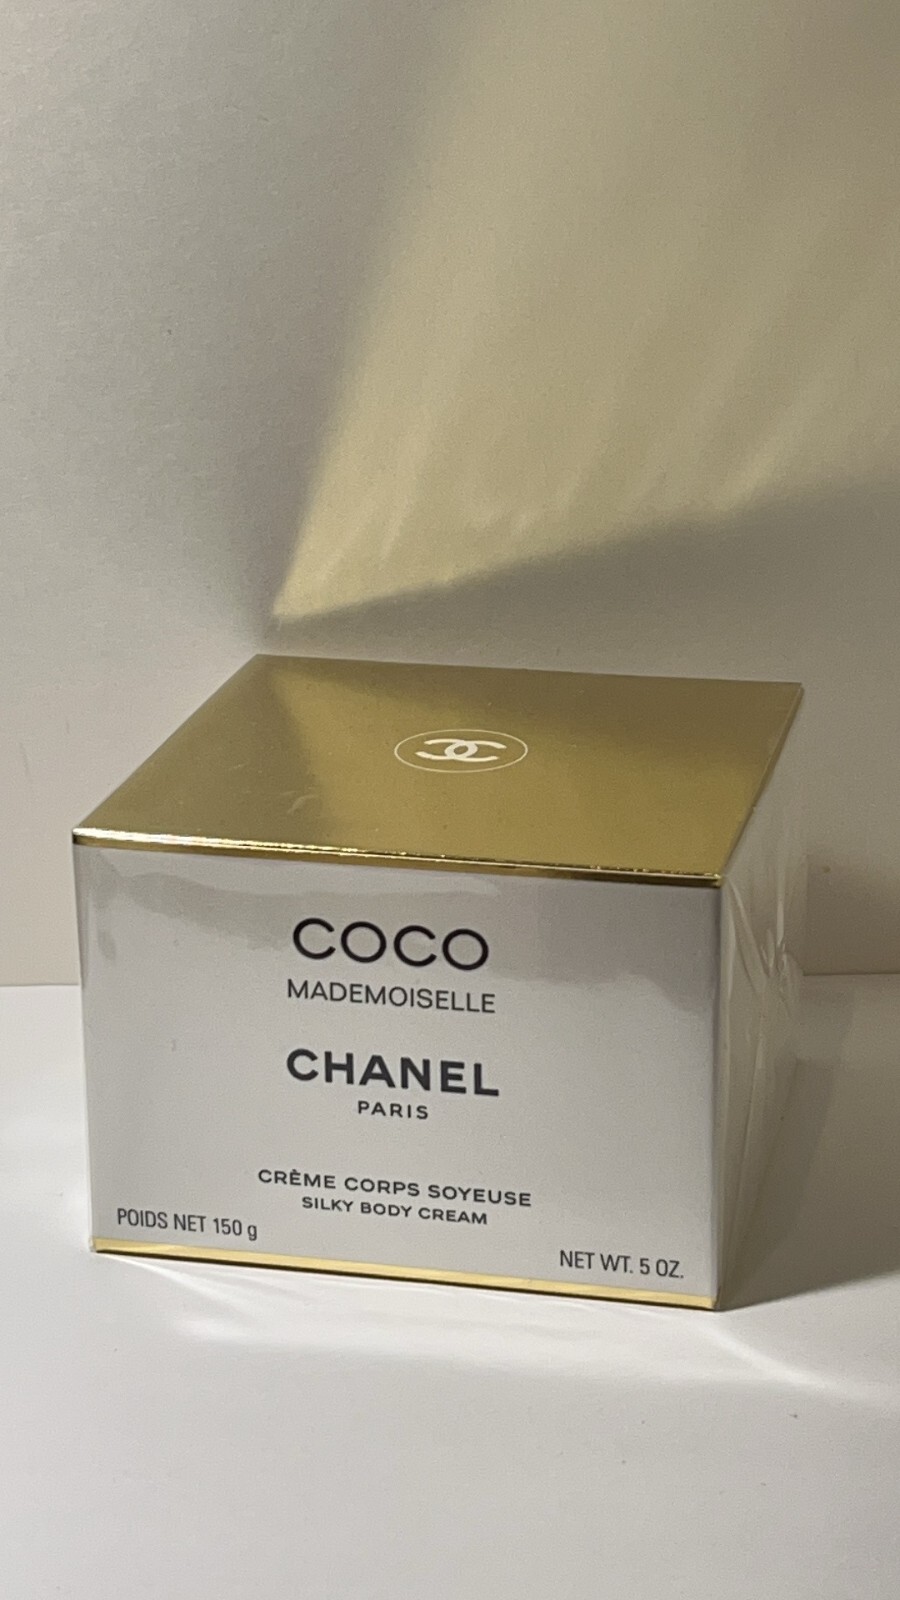 COCO
MADEMOISELLE
CHANEL
PARIS
CRÈME CORPS SOYEUSE
SILKY BODY CREAM
POIDS NET 150 g
NET WT. 5 OZ.